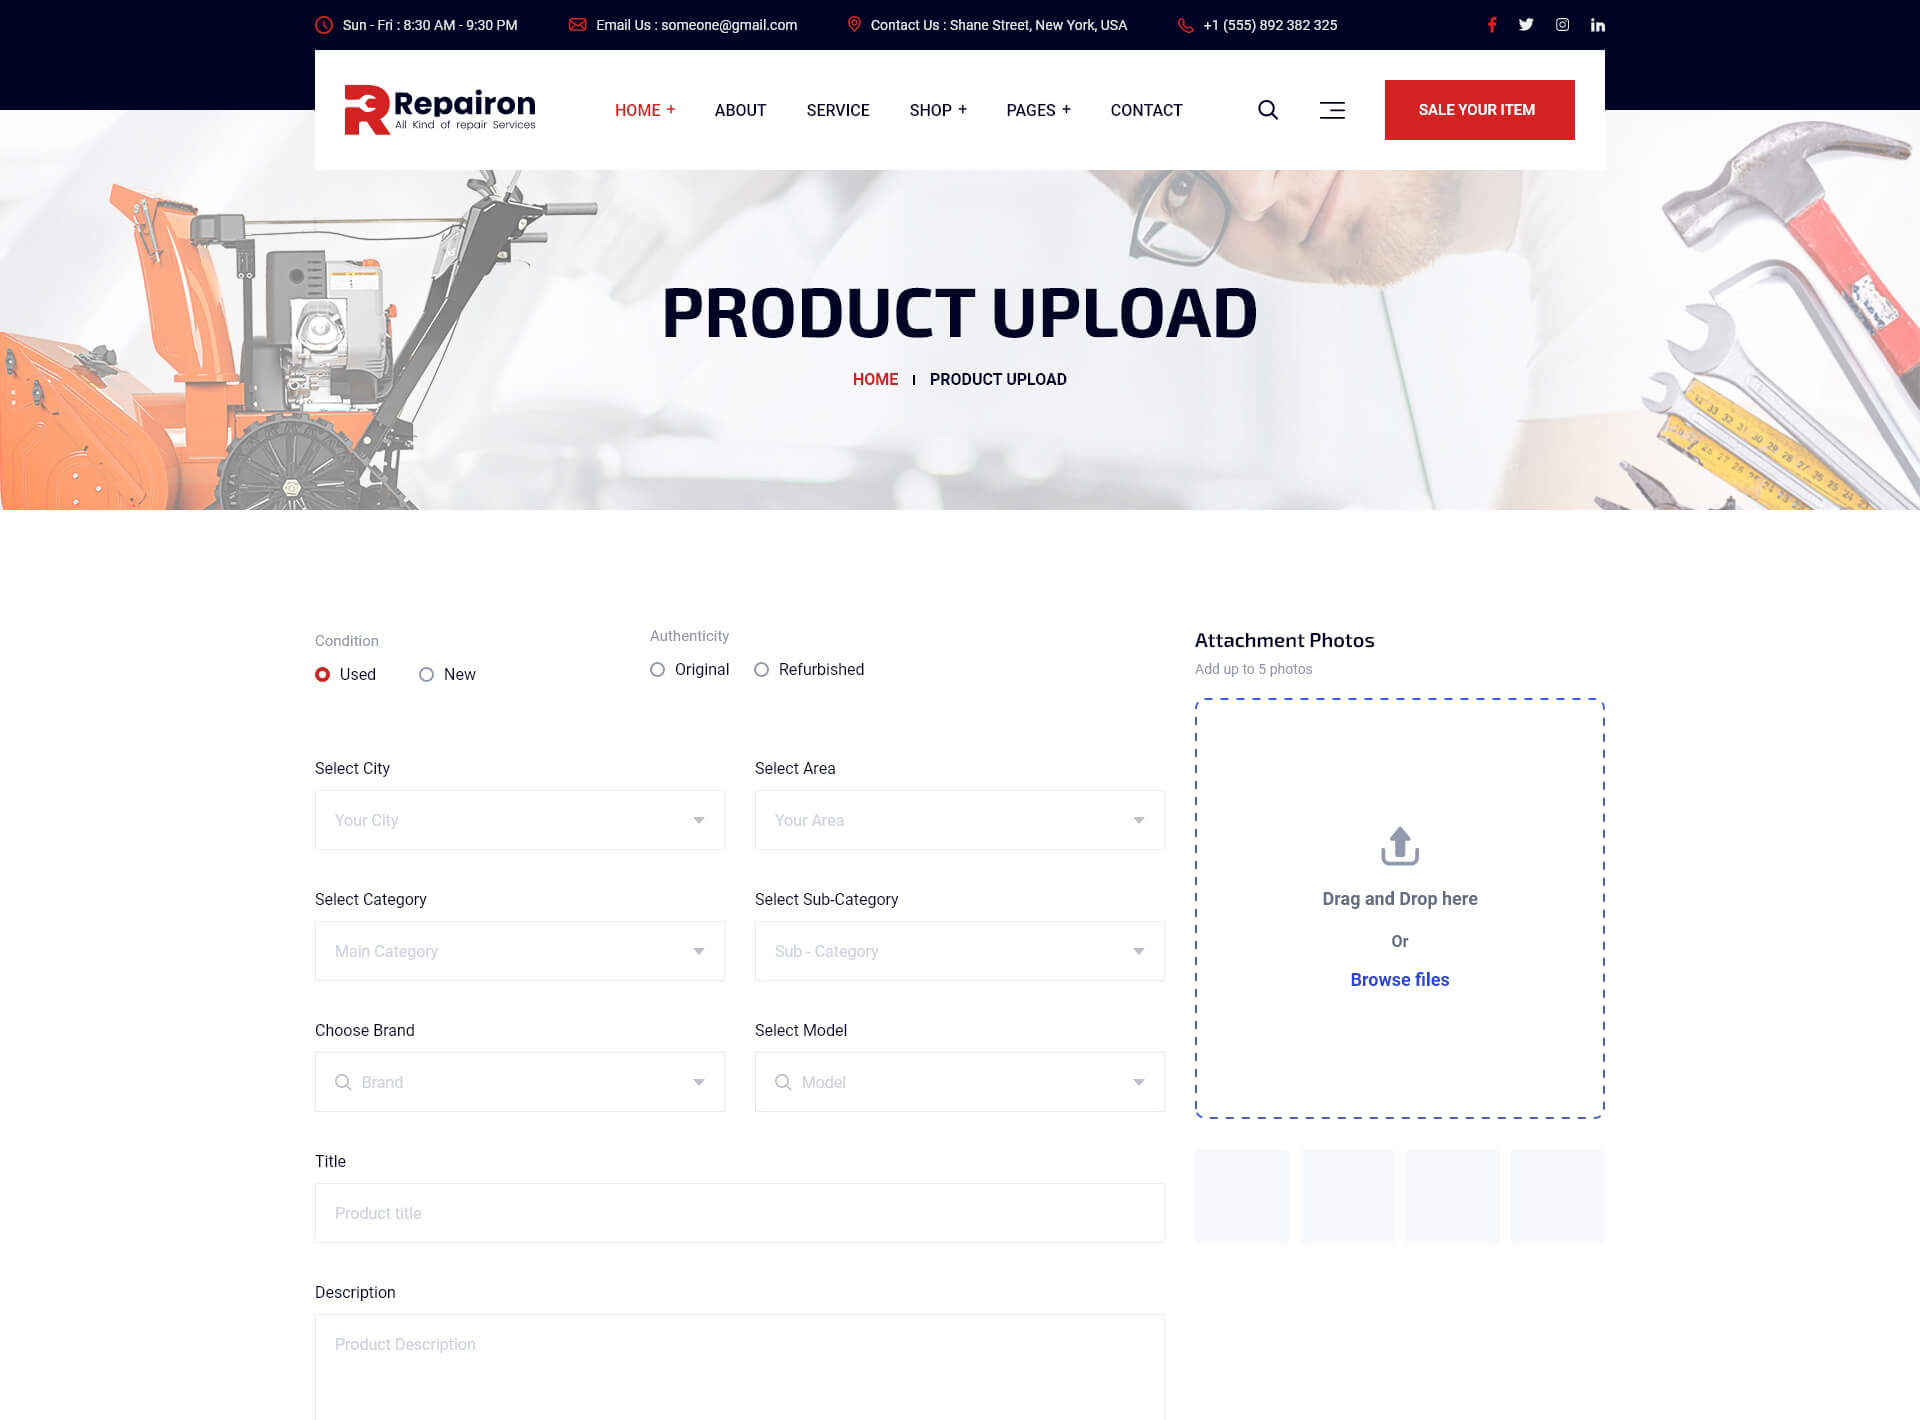 Sun - Fri : 8:30 AM - 9:30 PM
Email Us : someone@gmail.com
Contact Us : Shane Street, New York, USA
+1 (555) 892 382 325
Repairon
All Kind of repair Services
HOME +
ABOUT
SERVICE
SHOP +
PAGES +
CONTACT
SALE YOUR ITEM
PRODUCT UPLOAD
HOME
PRODUCT UPLOAD
Condition
Used
New
Authenticity
Original
Refurbished
Select City
Your City
Select Area
Your Area
Select Category
Main Category
Select Sub-Category
Sub - Category
Choose Brand
Brand
Select Model
Model
Title
Product title
Description
Product Description
Attachment Photos
Add up to 5 photos
Drag and Drop here
Or
Browse files